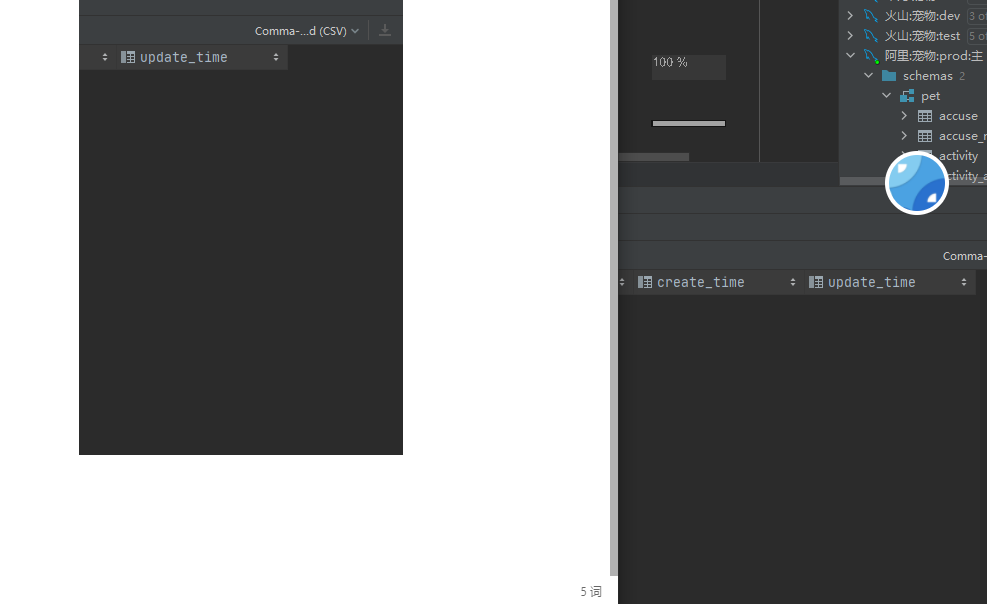 Comma-...d (CSV)
update_time
5 词
100 %
火山:宠物:dev 3 of
火山:宠物:test 5 of
阿里:宠物:prod:主
schemas 2
pet
accuse
accuse_r
activity
ctivity_a
Comma-
create_time
update_time